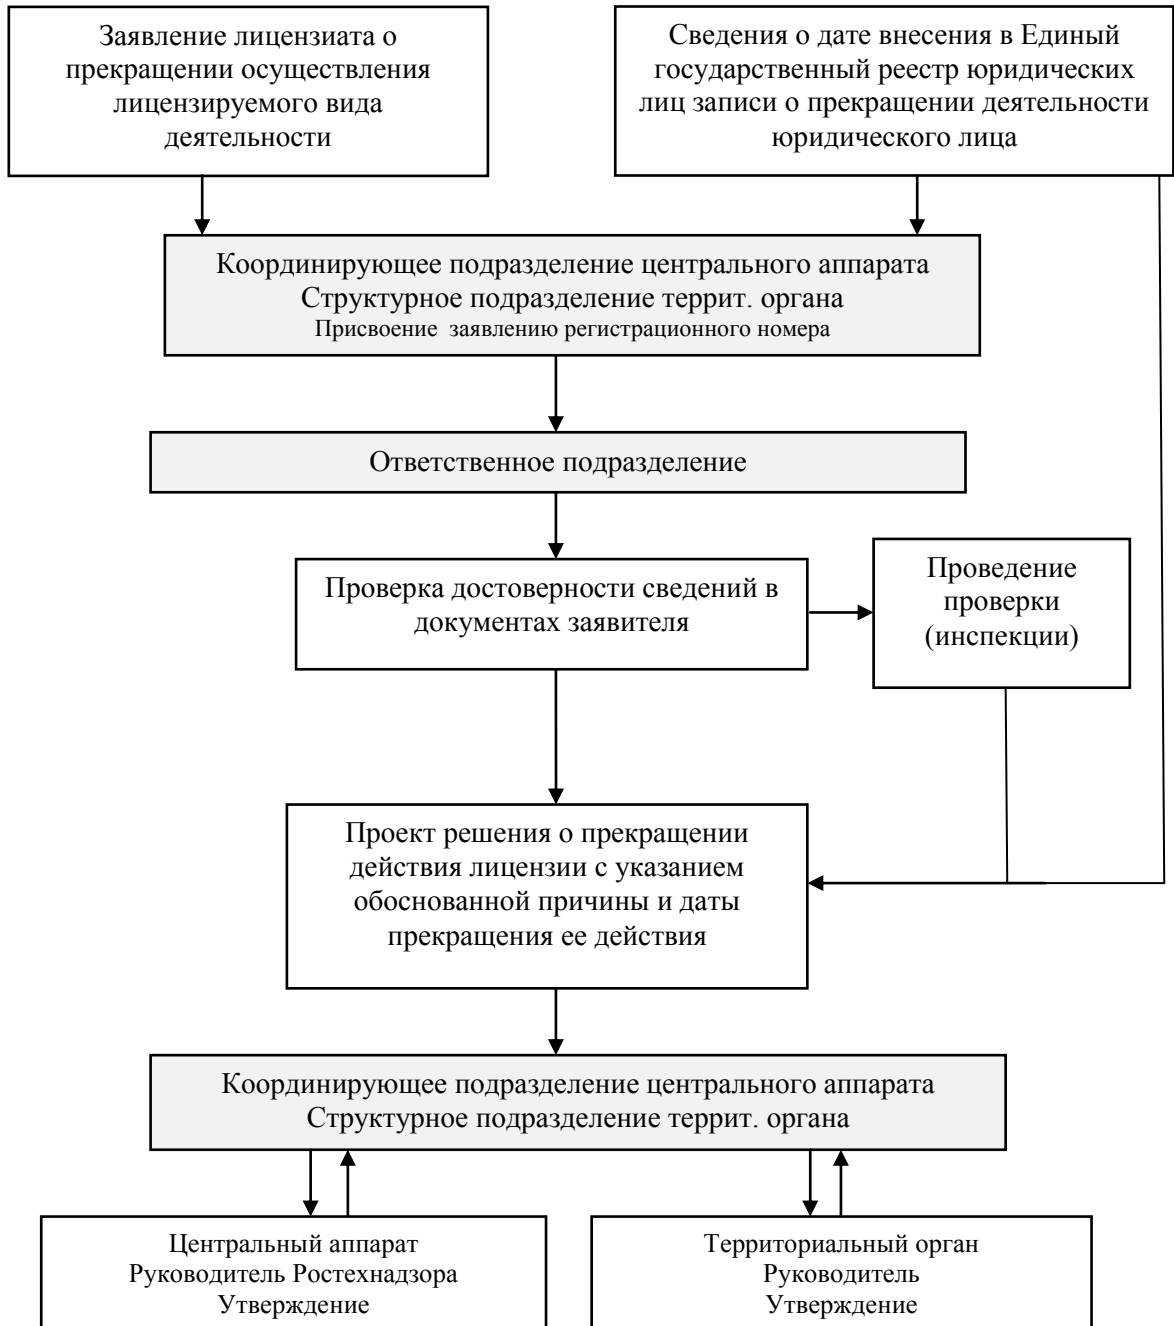 Заявление лицензиата о
прекращении осуществления
лицензируемого вида
деятельности
Сведения о дате внесения в Единый
государственный реестр юридических
лиц записи о прекращении деятельности
юридического лица
Координирующее подразделение центрального аппарата
Структурное подразделение террит. органа
Присвоение заявлению регистрационного номера
Ответственное подразделение
Проверка достоверности сведений в
документах заявителя
Проведение
проверки
(инспекции)
Проект решения о прекращении
действия лицензии с указанием
обоснованной причины и даты
прекращения ее действия
Координирующее подразделение центрального аппарата
Структурное подразделение террит. органа
Центральный аппарат
Руководитель Ростехнадзора
Утверждение
Территориальный орган
Руководитель
Утверждение